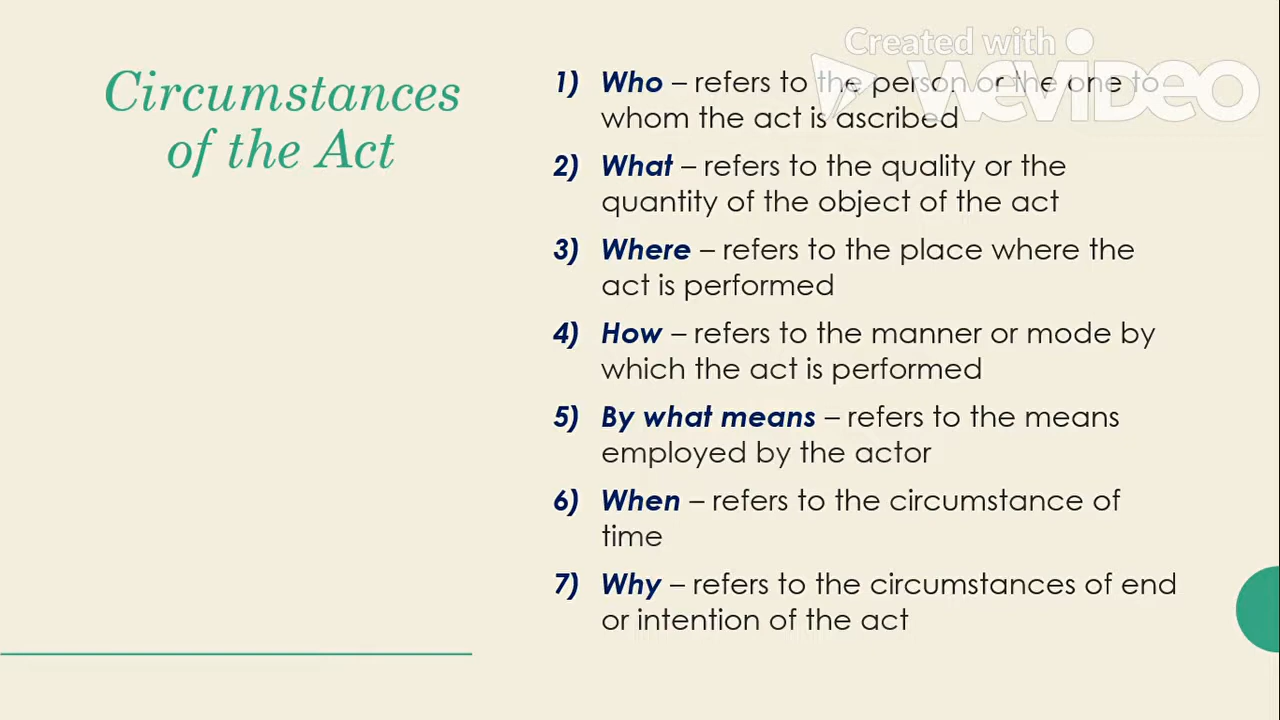 Created with
WEVIDEO
Circumstances
of the Act
1) Who – refers to the person or the one to
whom the act is ascribed
2) What – refers to the quality or the
quantity of the object of the act
3) Where – refers to the place where the
act is performed
4) How – refers to the manner or mode by
which the act is performed
5) By what means – refers to the means
employed by the actor
6) When – refers to the circumstance of
time
7) Why – refers to the circumstances of end
or intention of the act